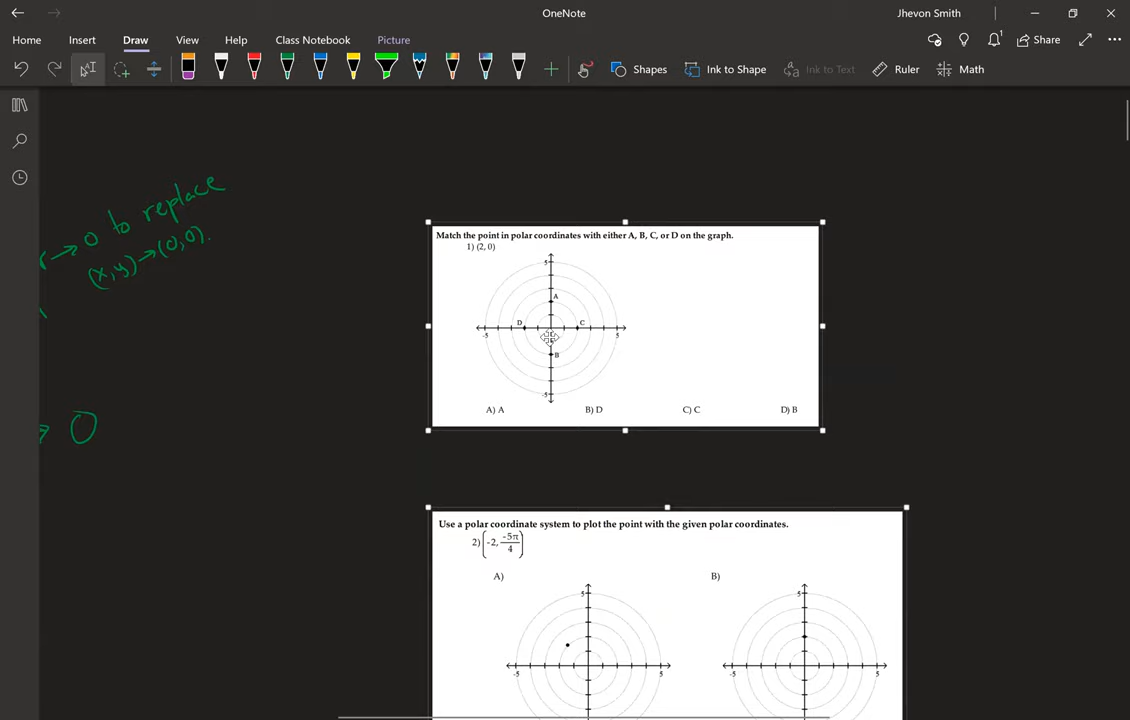 OneNote
Jhevon Smith
Home Insert Draw View Help Class Notebook Picture
Share
Shapes Ink to Shape Ink to Text Ruler Math
r → 0 to replace
(x,y) → (0,0).
→ 0
Match the point in polar coordinates with either A, B, C, or D on the graph.
1) (2, 0)
5
A
D C
-5 5
B
-5
A) A B) D C) C D) B
Use a polar coordinate system to plot the point with the given polar coordinates.
2) (-2, -5π/4)
A) B)
5 5
-5 5 -5 5